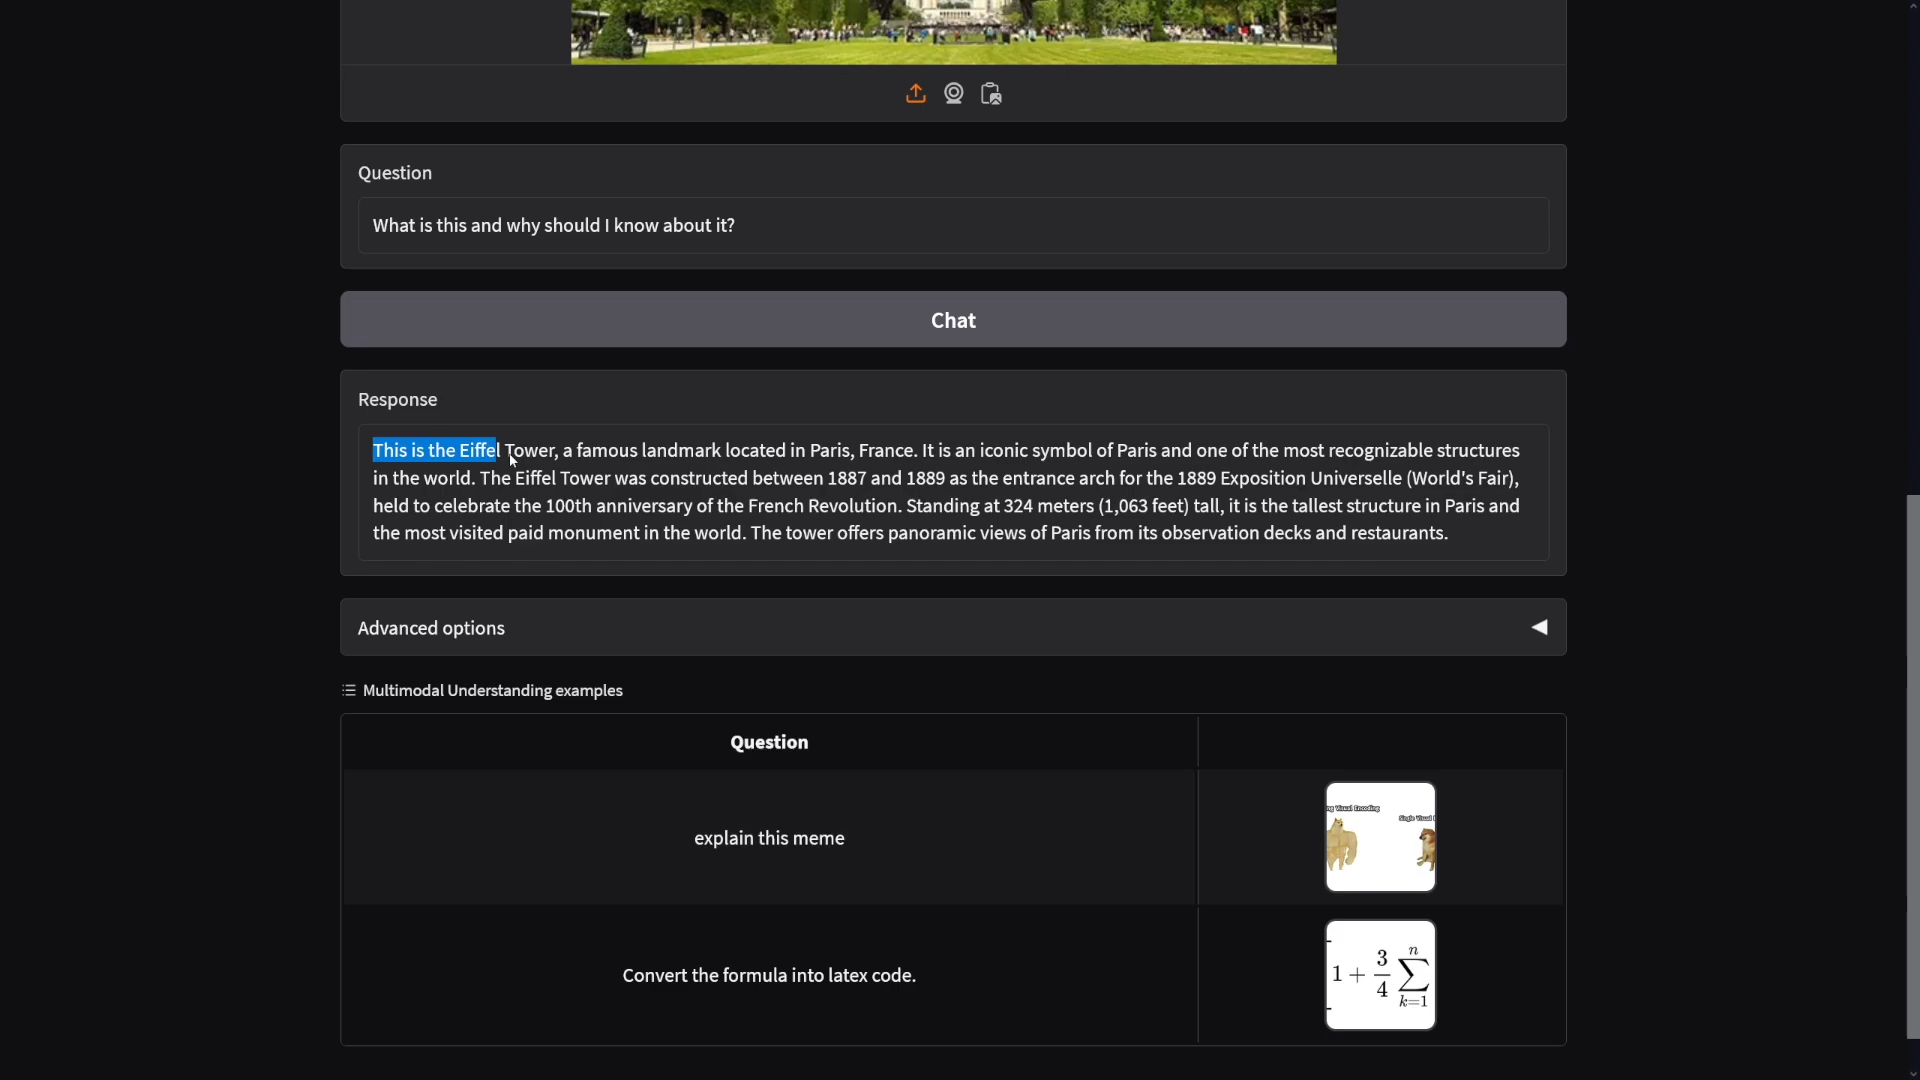 Question
What is this and why should I know about it?
Chat
Response
This is the Eiffel Tower, a famous landmark located in Paris, France. It is an iconic symbol of Paris and one of the most recognizable structures
in the world. The Eiffel Tower was constructed between 1887 and 1889 as the entrance arch for the 1889 Exposition Universelle (World's Fair),
held to celebrate the 100th anniversary of the French Revolution. Standing at 324 meters (1,063 feet) tall, it is the tallest structure in Paris and
the most visited paid monument in the world. The tower offers panoramic views of Paris from its observation decks and restaurants.
Advanced options
Multimodal Understanding examples
Question
explain this meme
ng Visual Encoding
Single Visual
Convert the formula into latex code.
1 + 3/4 ∑ n k=1